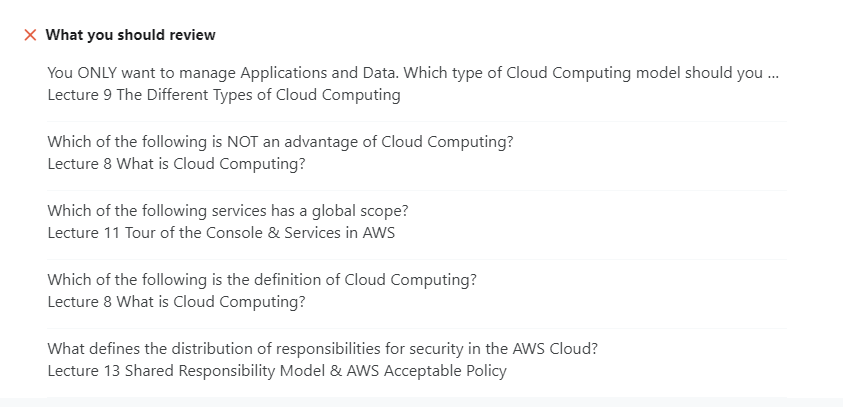 What you should review
You ONLY want to manage Applications and Data. Which type of Cloud Computing model should you ...
Lecture 9 The Different Types of Cloud Computing
Which of the following is NOT an advantage of Cloud Computing?
Lecture 8 What is Cloud Computing?
Which of the following services has a global scope?
Lecture 11 Tour of the Console & Services in AWS
Which of the following is the definition of Cloud Computing?
Lecture 8 What is Cloud Computing?
What defines the distribution of responsibilities for security in the AWS Cloud?
Lecture 13 Shared Responsibility Model & AWS Acceptable Policy